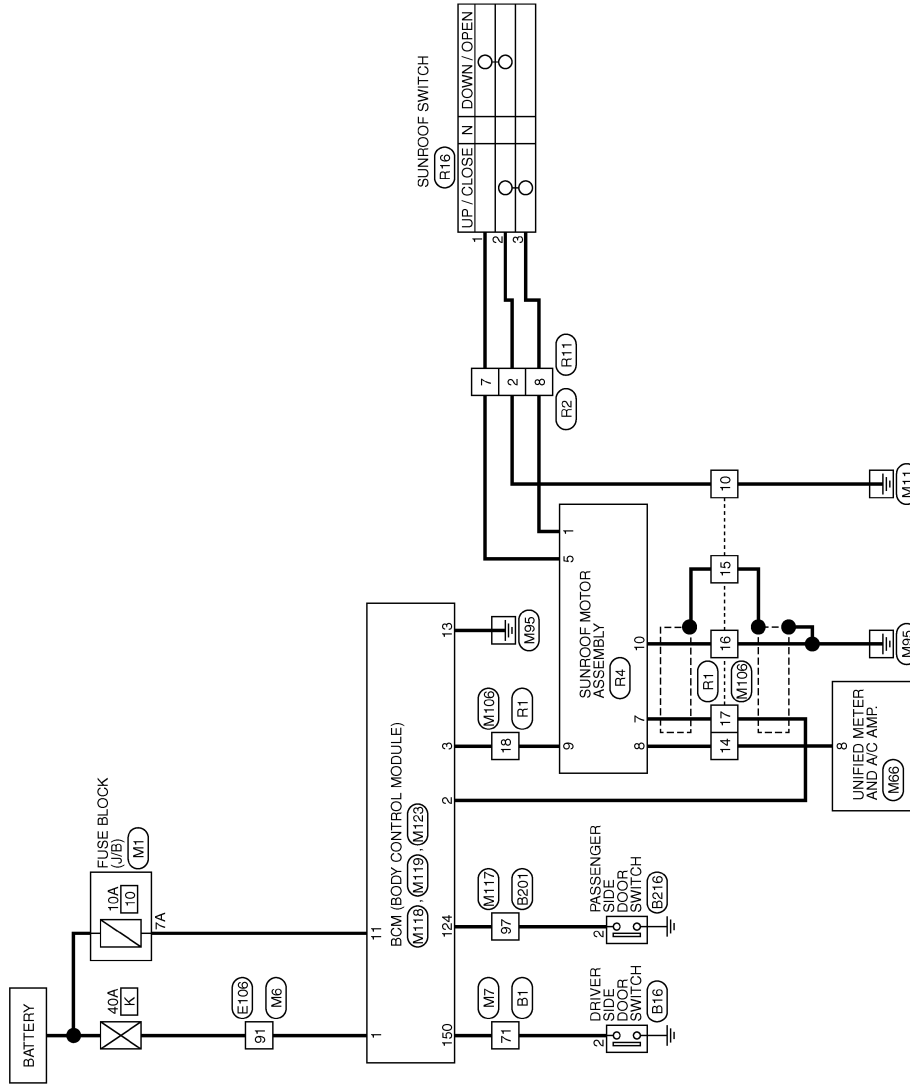 BATTERY
40A
K
E106
91
M6
1
FUSE BLOCK
(J/B)
M1
10A
10
7A
11
BCM (BODY CONTROL MODULE)
M118 , M119 , M123
150
124
2
3
13
M7
71
B1
M117
97
B201
M106
18
R1
M95
2
DRIVER
SIDE
DOOR
SWITCH
B16
2
PASSENGER
SIDE
DOOR
SWITCH
B216
9
5
1
SUNROOF MOTOR
ASSEMBLY
R4
8
7
10
R1
M106
14
17
16
15
10
8
UNIFIED METER
AND A/C AMP.
M66
M95
M11
R2
R11
7
2
8
SUNROOF SWITCH
R16
UP / CLOSE
N
DOWN / OPEN
1
2
3